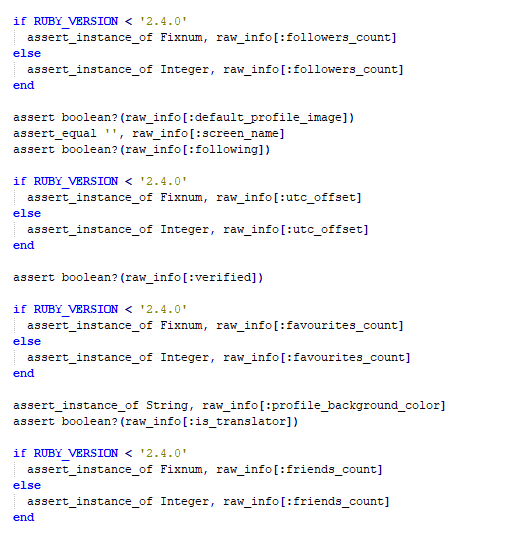 if RUBY_VERSION < '2.4.0'
  assert_instance_of Fixnum, raw_info[:followers_count]
else
  assert_instance_of Integer, raw_info[:followers_count]
end

assert boolean?(raw_info[:default_profile_image])
assert_equal '', raw_info[:screen_name]
assert boolean?(raw_info[:following])

if RUBY_VERSION < '2.4.0'
  assert_instance_of Fixnum, raw_info[:utc_offset]
else
  assert_instance_of Integer, raw_info[:utc_offset]
end

assert boolean?(raw_info[:verified])

if RUBY_VERSION < '2.4.0'
  assert_instance_of Fixnum, raw_info[:favourites_count]
else
  assert_instance_of Integer, raw_info[:favourites_count]
end

assert_instance_of String, raw_info[:profile_background_color]
assert boolean?(raw_info[:is_translator])

if RUBY_VERSION < '2.4.0'
  assert_instance_of Fixnum, raw_info[:friends_count]
else
  assert_instance_of Integer, raw_info[:friends_count]
end